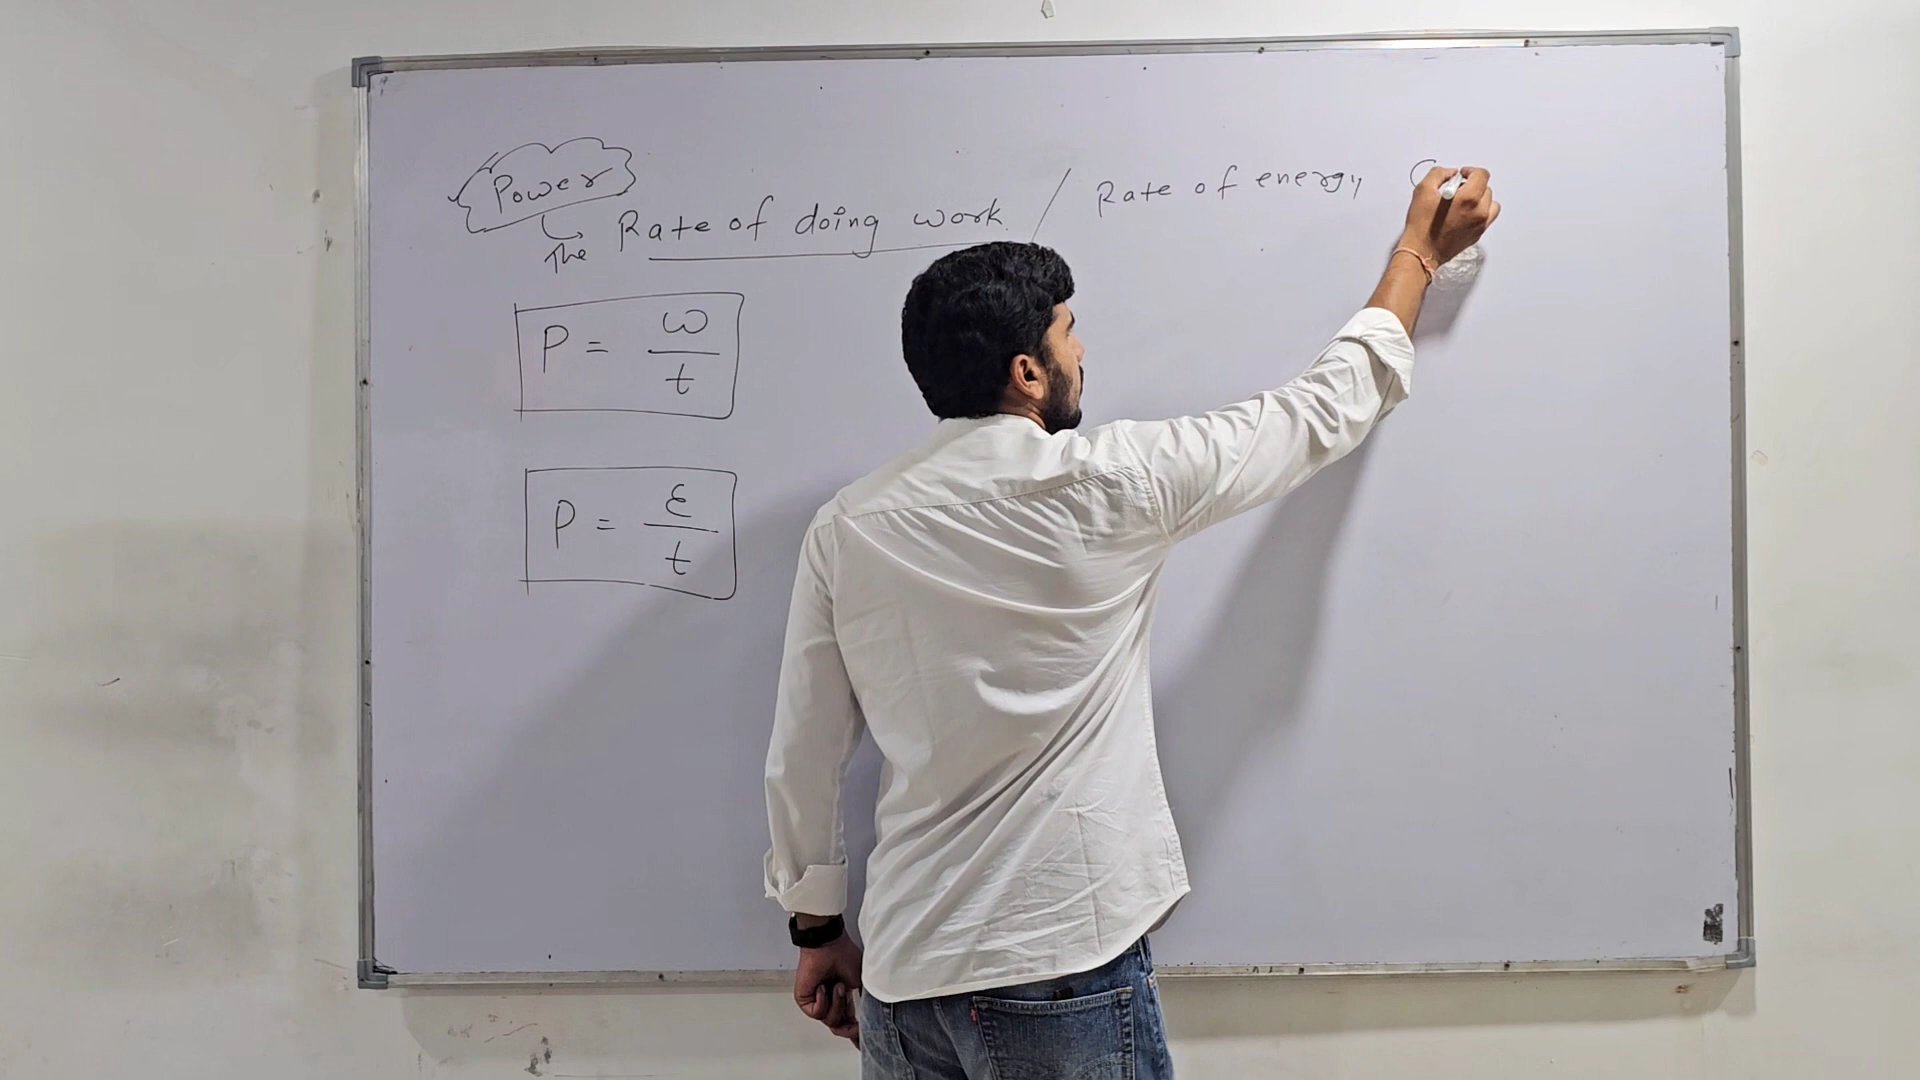 Power
The Rate of doing work / Rate of energy
P = W/t
P = E/t